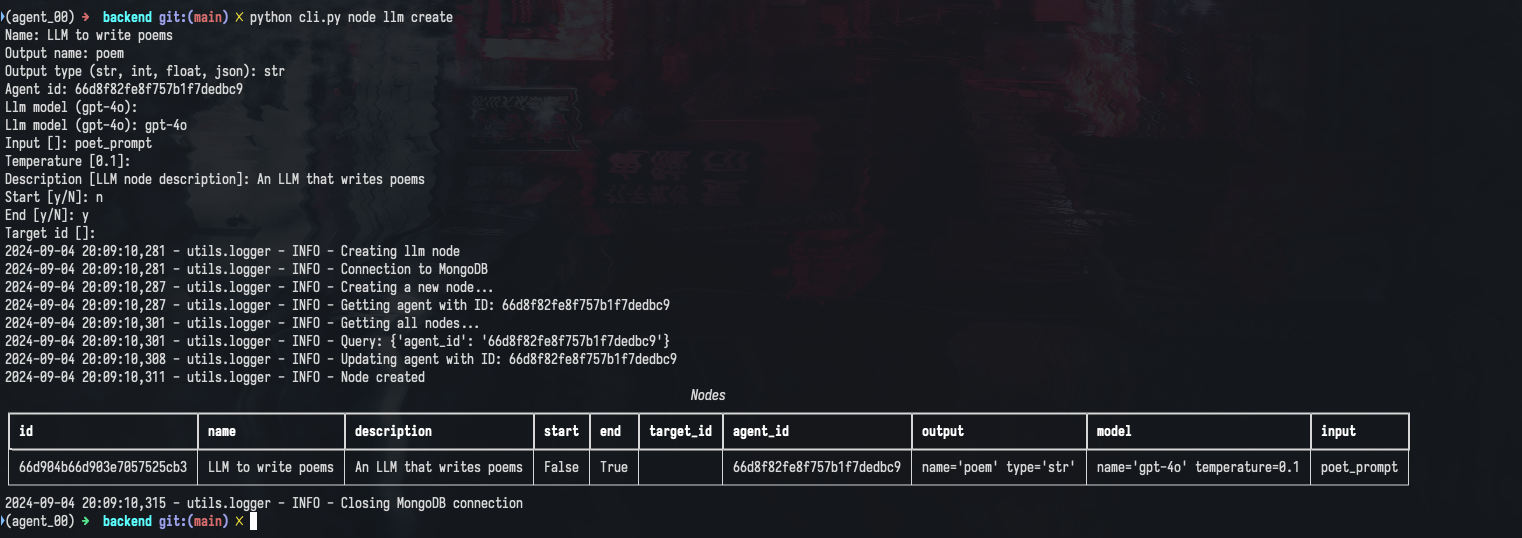 (agent_00) → backend git:(main) ✗ python cli.py node llm create
Name: LLM to write poems
Output name: poem
Output type (str, int, float, json): str
Agent id: 66d8f82fe8f757b1f7dedbc9
Llm model (gpt-4o):
Llm model (gpt-4o): gpt-4o
Input []: poet_prompt
Temperature [0.1]:
Description [LLM node description]: An LLM that writes poems
Start [y/N]: n
End [y/N]: y
Target id []:
2024-09-04 20:09:10,281 - utils.logger - INFO - Creating llm node
2024-09-04 20:09:10,281 - utils.logger - INFO - Connection to MongoDB
2024-09-04 20:09:10,287 - utils.logger - INFO - Creating a new node...
2024-09-04 20:09:10,287 - utils.logger - INFO - Getting agent with ID: 66d8f82fe8f757b1f7dedbc9
2024-09-04 20:09:10,301 - utils.logger - INFO - Getting all nodes...
2024-09-04 20:09:10,301 - utils.logger - INFO - Query: {'agent_id': '66d8f82fe8f757b1f7dedbc9'}
2024-09-04 20:09:10,308 - utils.logger - INFO - Updating agent with ID: 66d8f82fe8f757b1f7dedbc9
2024-09-04 20:09:10,311 - utils.logger - INFO - Node created
Nodes
id name description start end target_id agent_id output model input
66d904b66d903e7057525cb3 LLM to write poems An LLM that writes poems False True 66d8f82fe8f757b1f7dedbc9 name='poem' type='str' name='gpt-4o' temperature=0.1 poet_prompt
2024-09-04 20:09:10,315 - utils.logger - INFO - Closing MongoDB connection
(agent_00) → backend git:(main) ✗